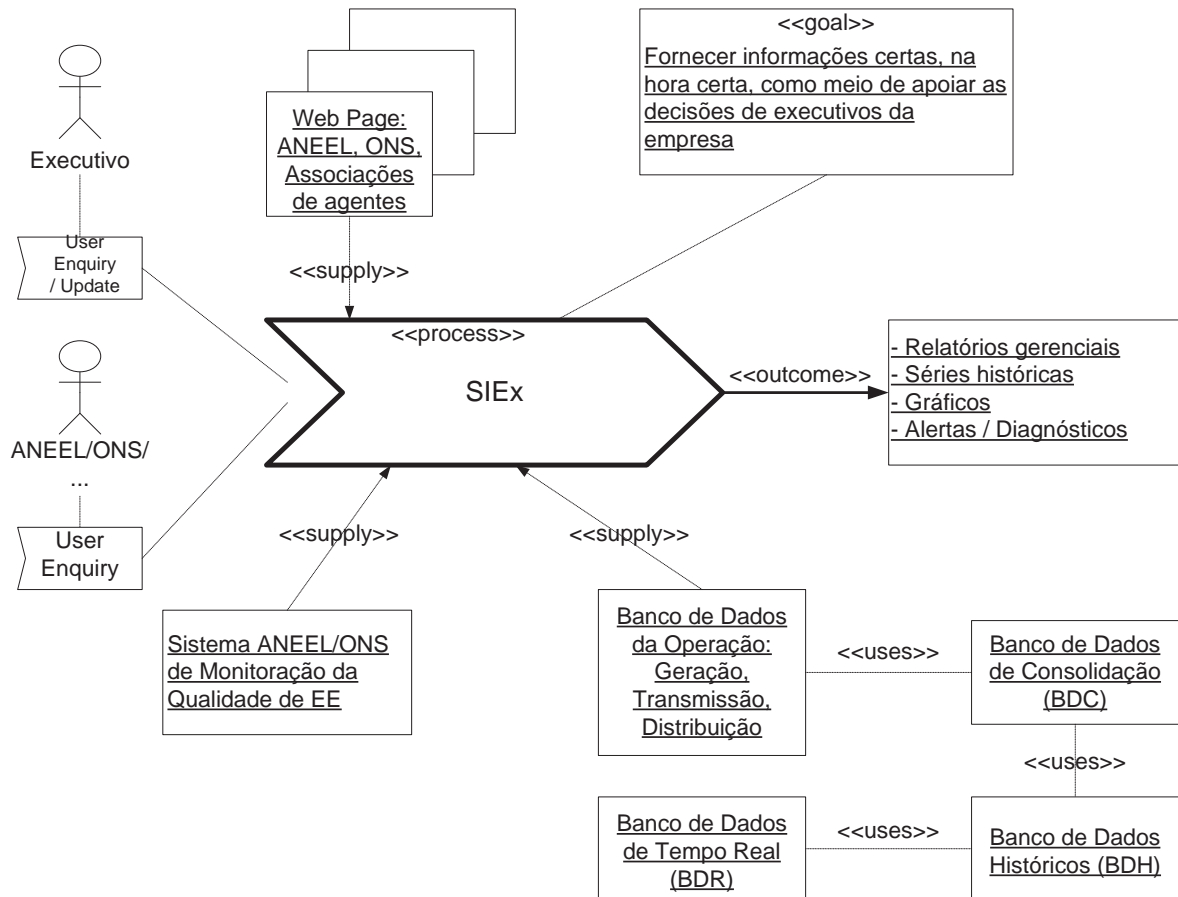 <<goal>>
Fornecer informações certas, na
hora certa, como meio de apoiar as
decisões de executivos da
empresa
Web Page:
ANEEL, ONS,
Associações
de agentes
Executivo
User
Enquiry
/ Update
<<supply>>
<<process>>
SIEx
<<outcome>>
- Relatórios gerenciais
- Séries históricas
- Gráficos
- Alertas / Diagnósticos
ANEEL/ONS/
...
User
Enquiry
<<supply>>
<<supply>>
Sistema ANEEL/ONS
de Monitoração da
Qualidade de EE
Banco de Dados
da Operação:
Geração,
Transmissão,
Distribuição
<<uses>>
Banco de Dados
de Consolidação
(BDC)
<<uses>>
Banco de Dados
de Tempo Real
(BDR)
<<uses>>
Banco de Dados
Históricos (BDH)